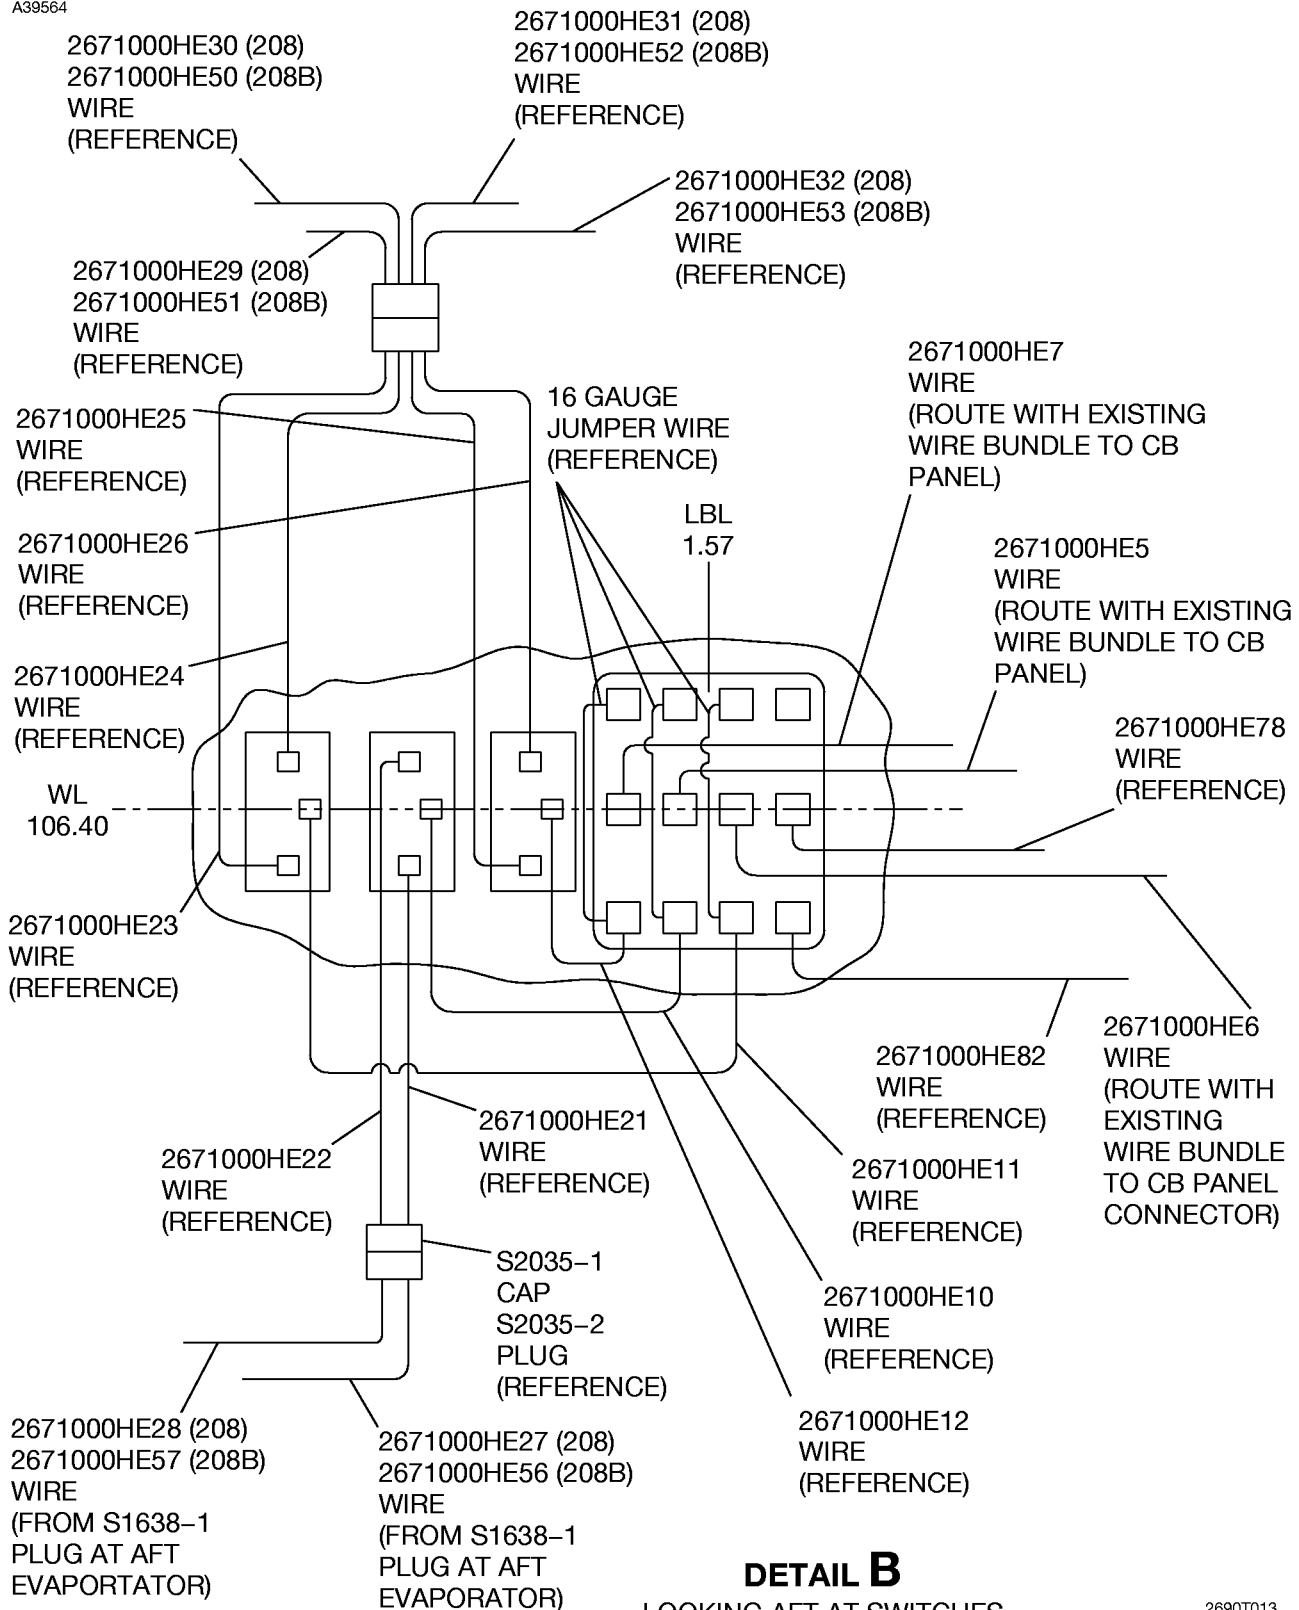 A39564
2671000HE30 (208)
2671000HE50 (208B)
WIRE
(REFERENCE)
2671000HE31 (208)
2671000HE52 (208B)
WIRE
(REFERENCE)
2671000HE32 (208)
2671000HE53 (208B)
WIRE
(REFERENCE)
2671000HE29 (208)
2671000HE51 (208B)
WIRE
(REFERENCE)
2671000HE7
WIRE
(ROUTE WITH EXISTING
WIRE BUNDLE TO CB
PANEL)
16 GAUGE
JUMPER WIRE
(REFERENCE)
2671000HE25
WIRE
(REFERENCE)
LBL
1.57
2671000HE26
WIRE
(REFERENCE)
2671000HE5
WIRE
(ROUTE WITH EXISTING
WIRE BUNDLE TO CB
PANEL)
2671000HE24
WIRE
(REFERENCE)
2671000HE78
WIRE
(REFERENCE)
WL
106.40
2671000HE23
WIRE
(REFERENCE)
2671000HE6
WIRE
(ROUTE WITH
EXISTING
WIRE BUNDLE
TO CB PANEL
CONNECTOR)
2671000HE82
WIRE
(REFERENCE)
2671000HE21
WIRE
(REFERENCE)
2671000HE22
WIRE
(REFERENCE)
2671000HE11
WIRE
(REFERENCE)
S2035–1
CAP
S2035–2
PLUG
(REFERENCE)
2671000HE10
WIRE
(REFERENCE)
2671000HE12
WIRE
(REFERENCE)
2671000HE28 (208)
2671000HE57 (208B)
WIRE
(FROM S1638–1
PLUG AT AFT
EVAPORTATOR)
2671000HE27 (208)
2671000HE56 (208B)
WIRE
(FROM S1638–1
PLUG AT AFT
EVAPORATOR)
DETAIL B
LOOKING AFT AT SWITCHES
2690T013